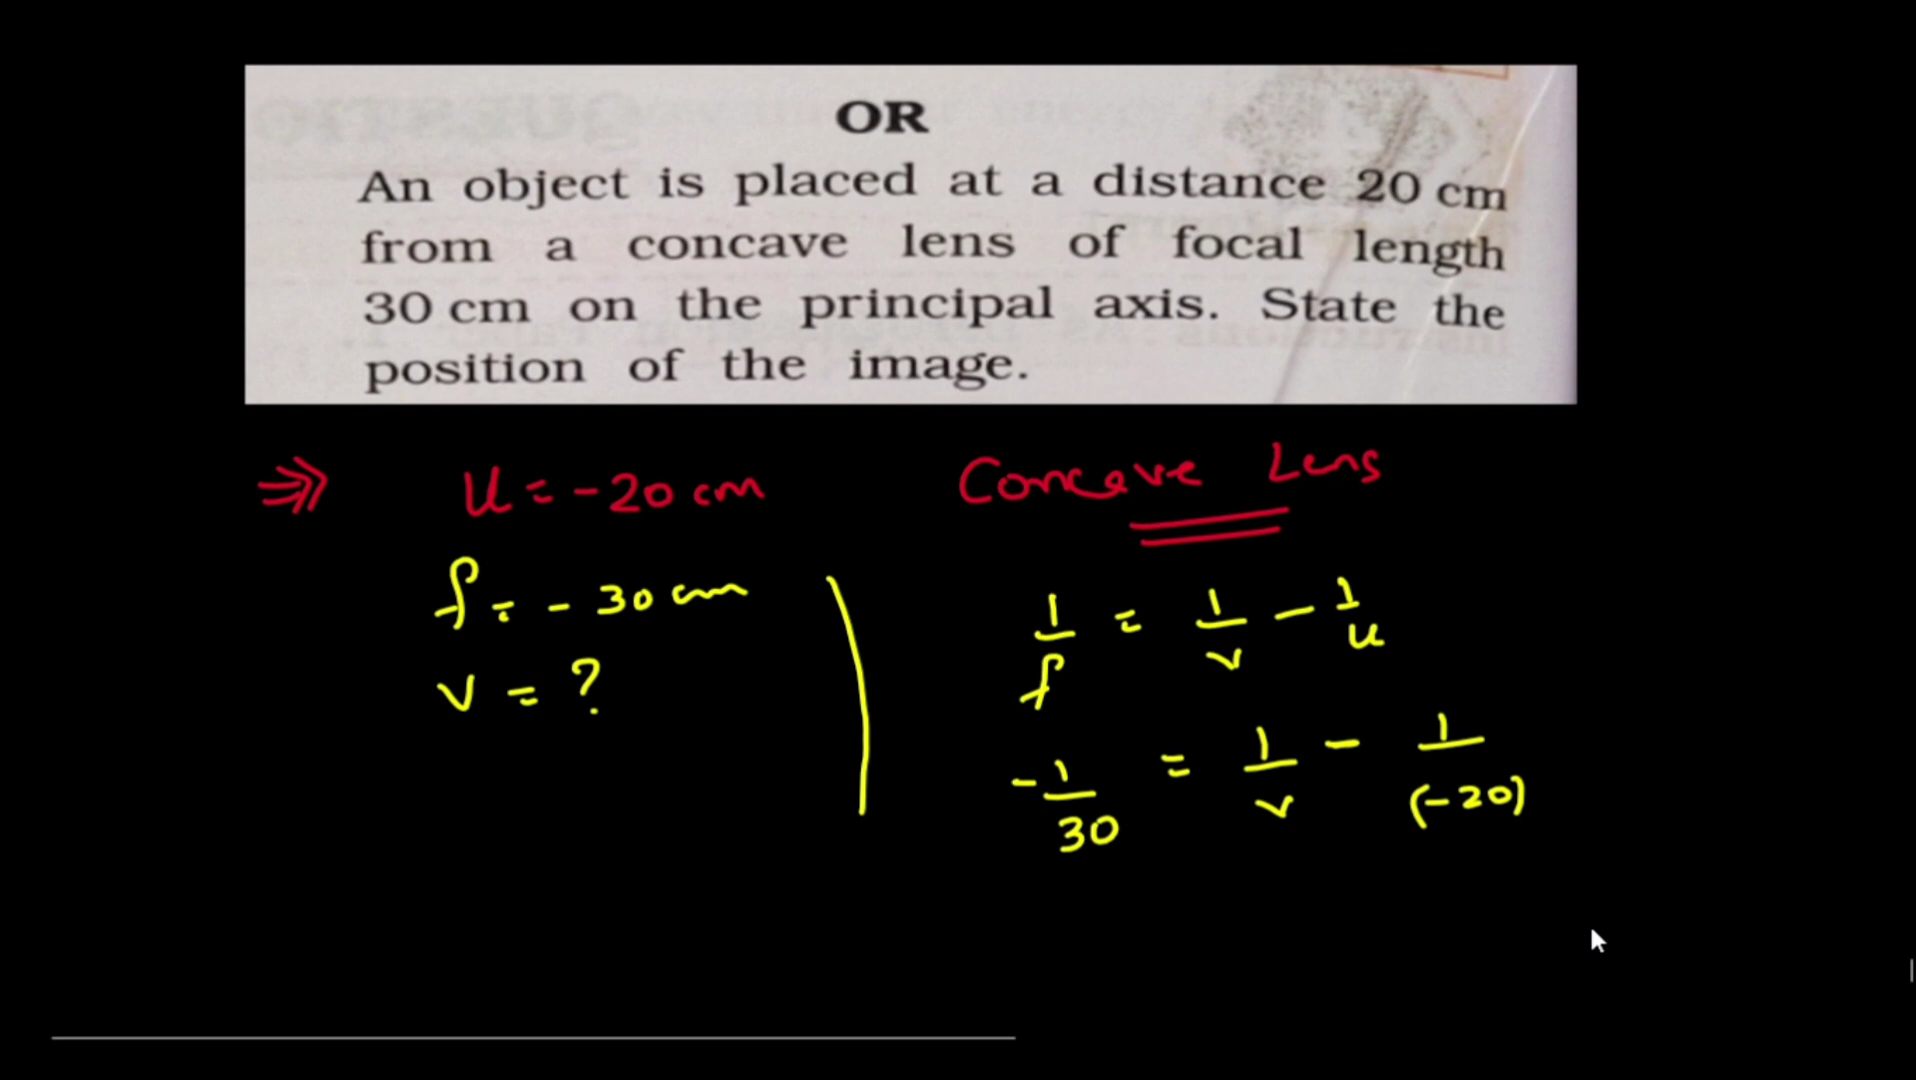 OR
An object is placed at a distance 20 cm
from a concave lens of focal length
30 cm on the principal axis. State the
position of the image.
⇛ u = -20 cm Concave Lens
f = - 30 cm
v = ?
1/f = 1/v - 1/u
-1/30 = 1/v - 1/(-20)